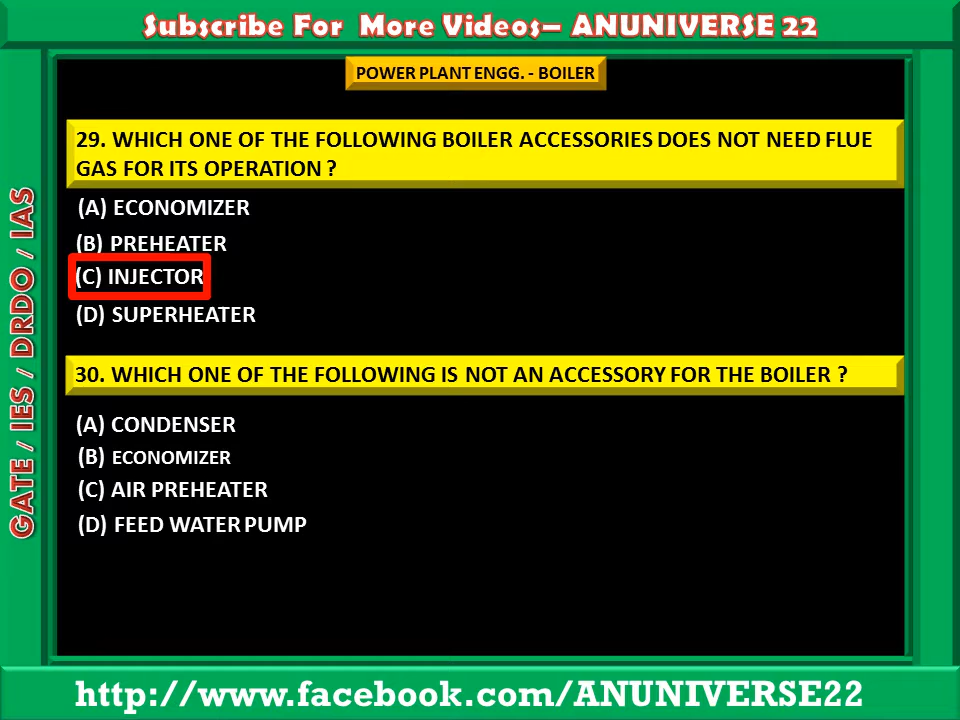 Subscribe For More Videos– ANUNIVERSE 22
POWER PLANT ENGG. - BOILER
GATE / IES / DRDO / IAS
29. WHICH ONE OF THE FOLLOWING BOILER ACCESSORIES DOES NOT NEED FLUE
GAS FOR ITS OPERATION ?
(A) ECONOMIZER
(B) PREHEATER
(C) INJECTOR
(D) SUPERHEATER
30. WHICH ONE OF THE FOLLOWING IS NOT AN ACCESSORY FOR THE BOILER ?
(A) CONDENSER
(B) ECONOMIZER
(C) AIR PREHEATER
(D) FEED WATER PUMP
http://www.facebook.com/ANUNIVERSE22